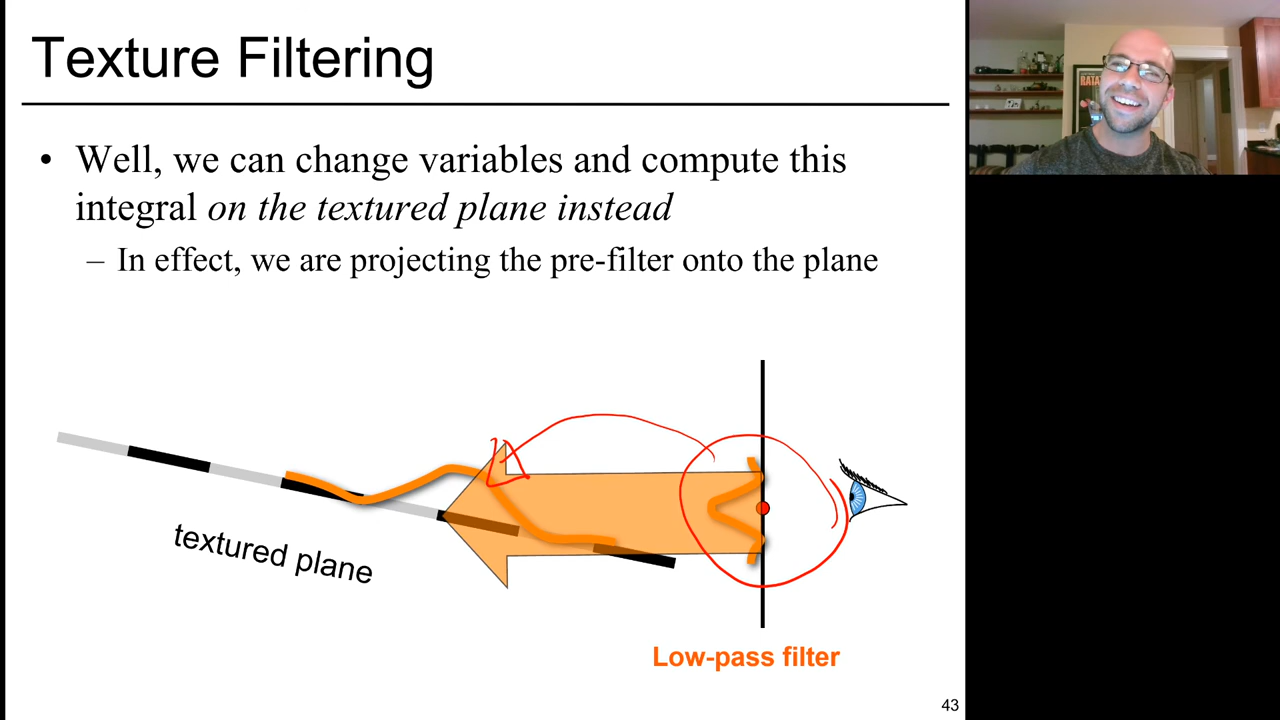 Texture Filtering
• Well, we can change variables and compute this
integral on the textured plane instead
– In effect, we are projecting the pre-filter onto the plane
textured plane
Low-pass filter
43
RATA